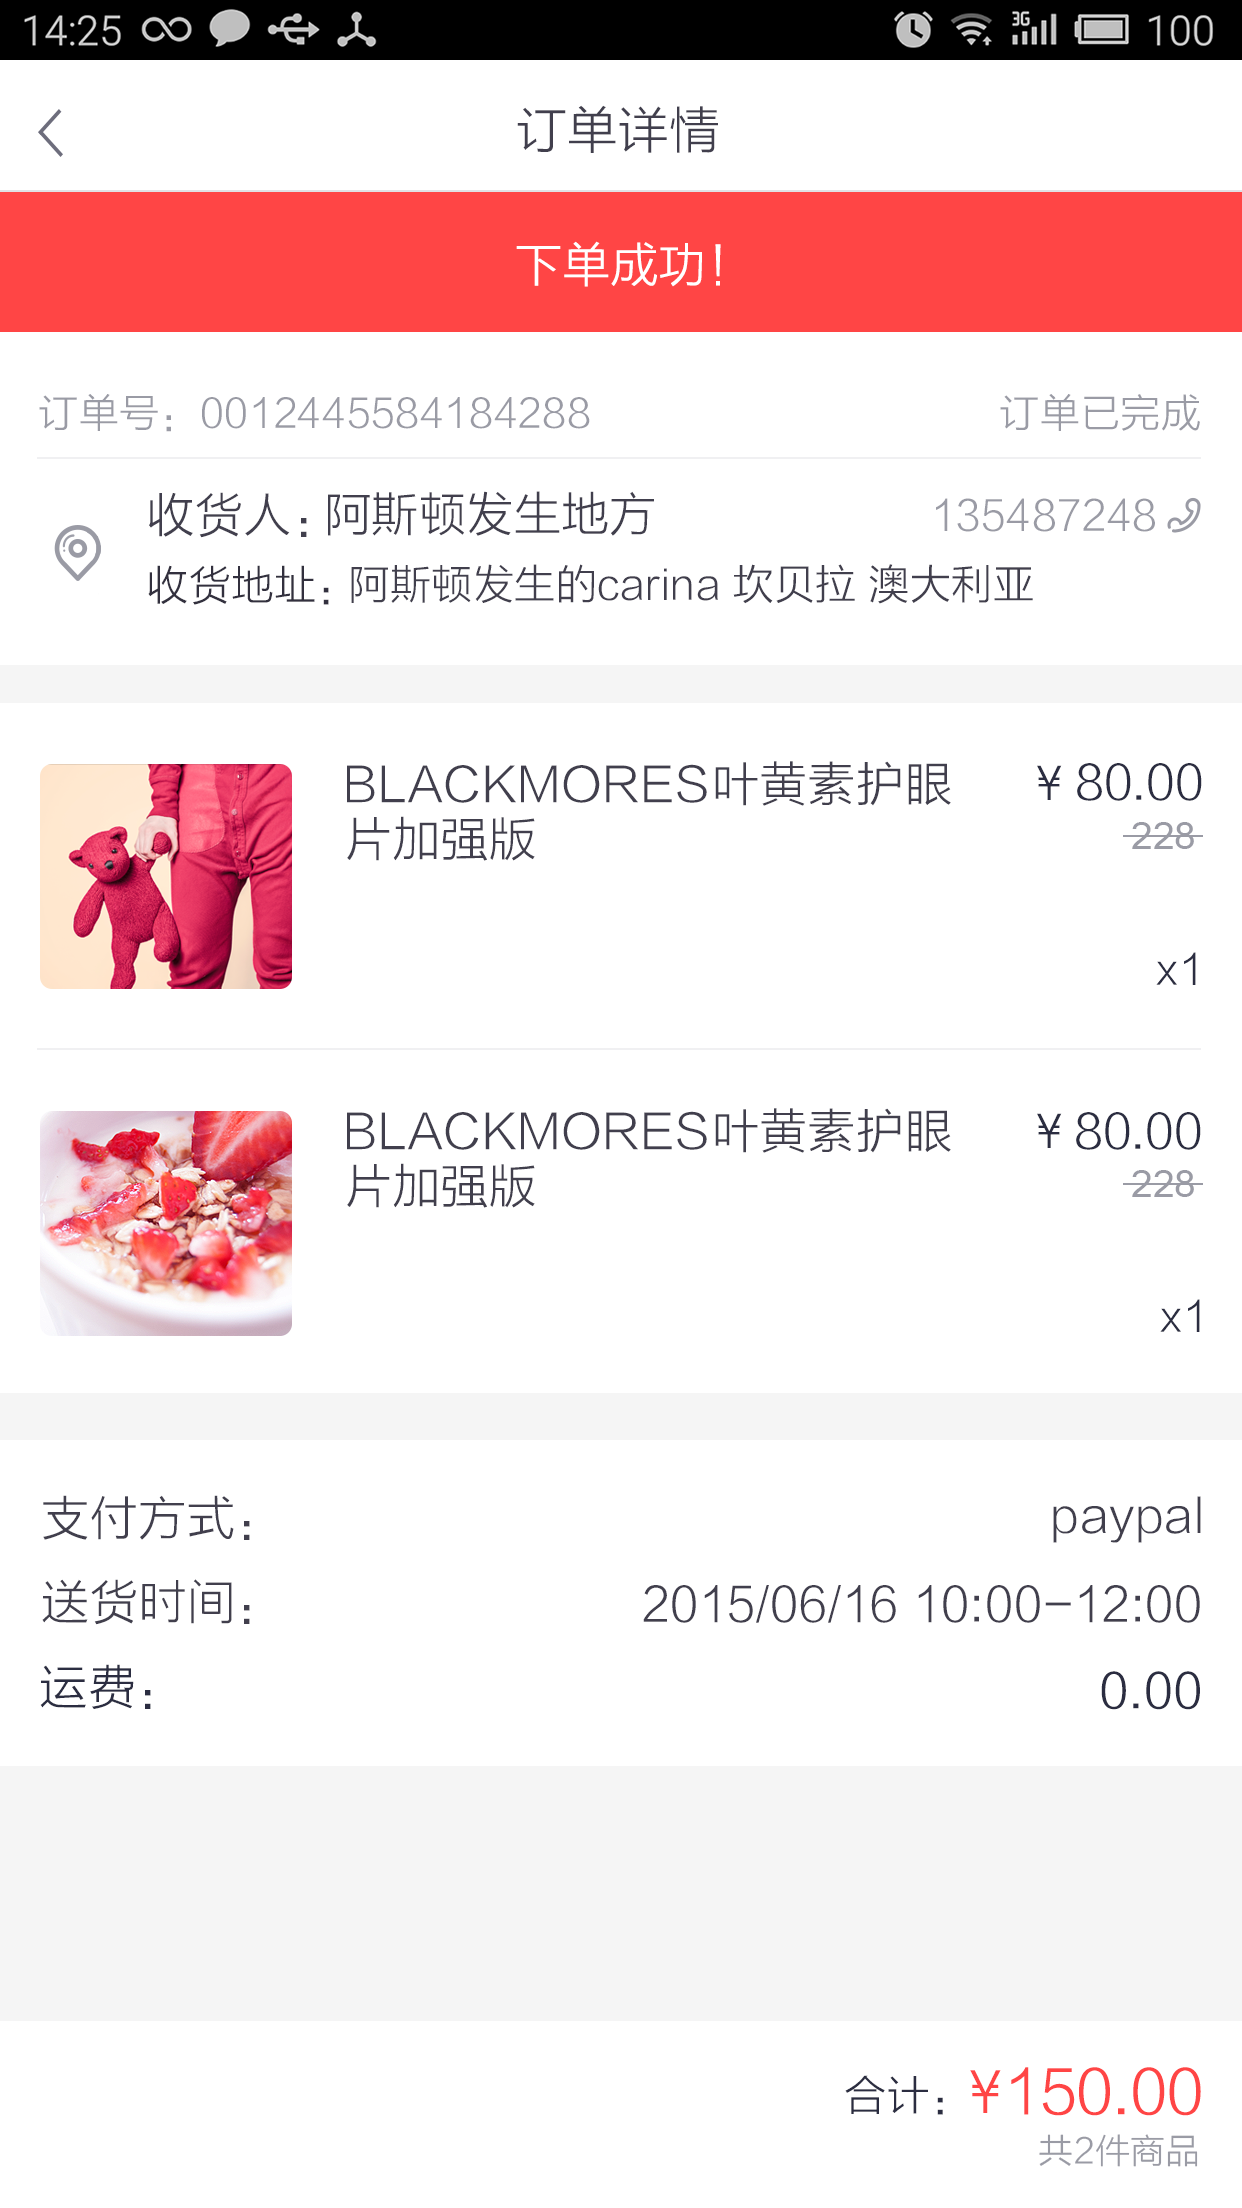 14:25
3G
100
订单详情
下单成功！
订单号：0012445584184288
订单已完成
收货人：阿斯顿发生地方
135487248
收货地址：阿斯顿发生的carina 坎贝拉 澳大利亚
BLACKMORES叶黄素护眼
片加强版
¥ 80.00
228
x1
BLACKMORES叶黄素护眼
片加强版
¥ 80.00
228
x1
支付方式：
paypal
送货时间：
2015/06/16 10:00-12:00
运费：
0.00
合计：¥150.00
共2件商品